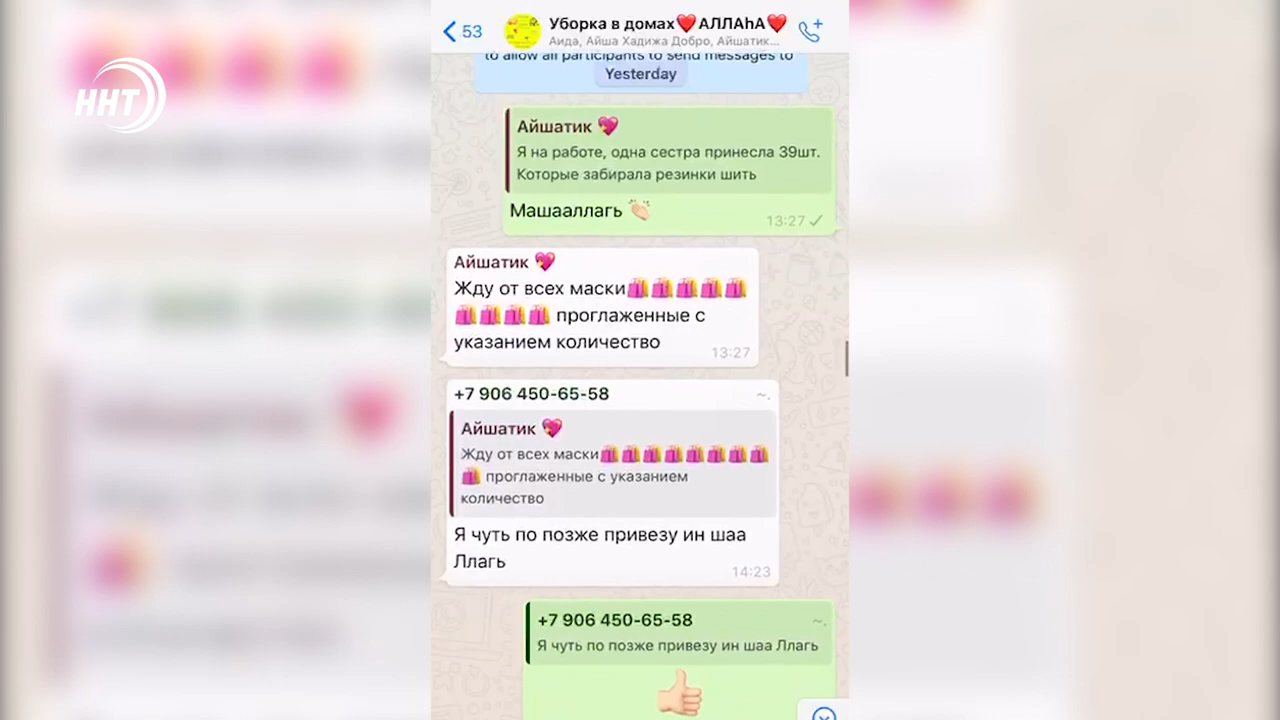 ННТ
53
Уборка в домах❤️АЛЛАhА❤️
Аида, Айша Хадижа Добро, Айшатик...
to allow all participants to send messages to
Yesterday
Айшатик 💖
Я на работе, одна сестра принесла 39шт.
Которые забирала резинки шить
Машааллагь 👏🏻
13:27
Айшатик 💖
Жду от всех маски🛍🛍🛍🛍🛍
🛍🛍🛍🛍 проглаженные с
указанием количество
13:27
+7 906 450-65-58
~.
Айшатик 💖
Жду от всех маски🛍🛍🛍🛍🛍🛍🛍🛍
🛍 проглаженные с указанием
количество
Я чуть по позже привезу ин шаа
Ллагь
14:23
+7 906 450-65-58
~.
Я чуть по позже привезу ин шаа Ллагь
👍🏻